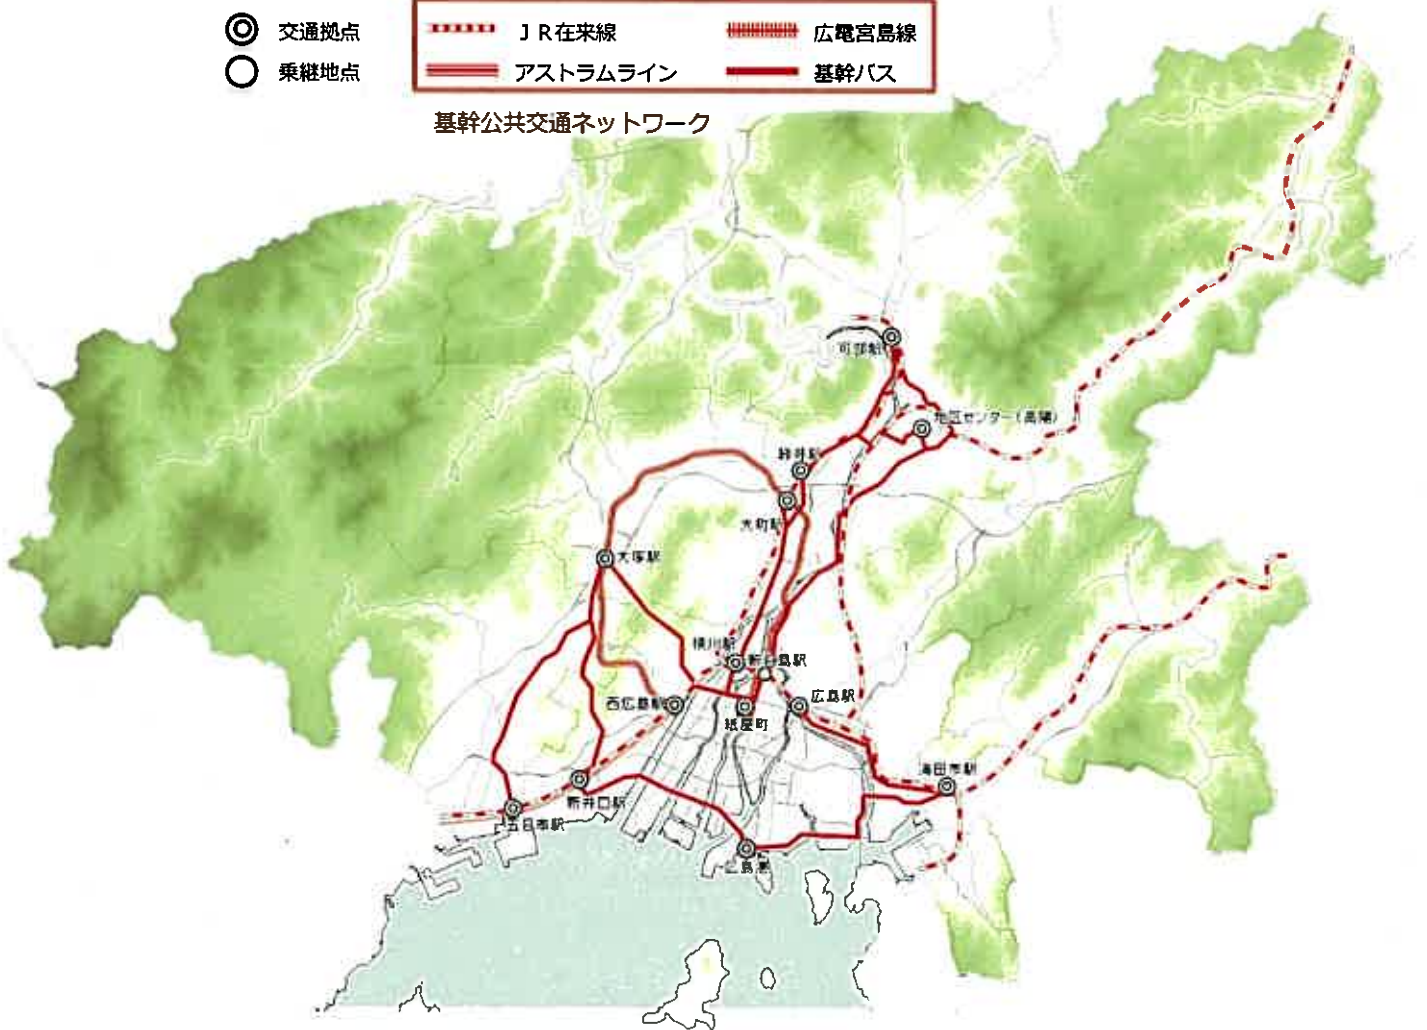 交通拠点
乗継地点
ＪＲ在来線
広電宮島線
アストラムライン
基幹バス
基幹公共交通ネットワーク
可部駅
地区センター(高陽)
緑井駅
大町駅
大塚駅
横川駅
新白島駅
西広島駅
紙屋町
広島駅
海田市駅
新井口駅
五日市駅
広島港